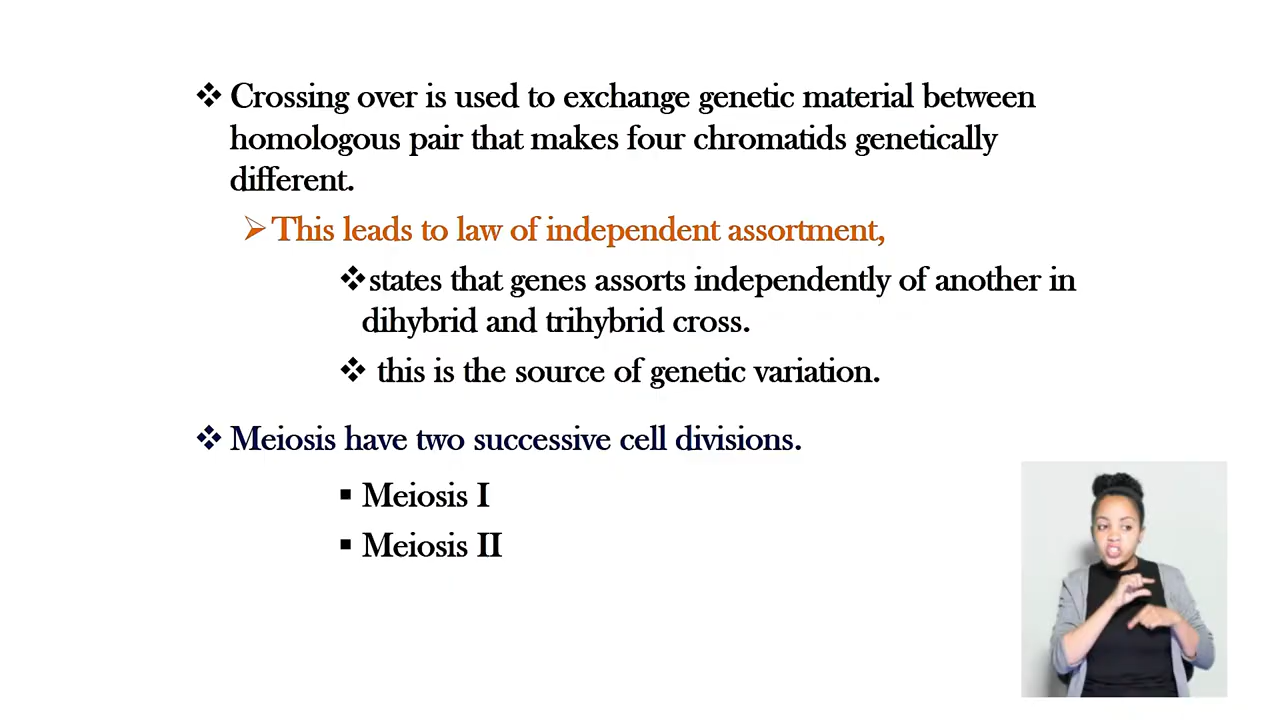 ❖ Crossing over is used to exchange genetic material between
homologous pair that makes four chromatids genetically
different.
➢ This leads to law of independent assortment,
❖ states that genes assorts independently of another in
dihybrid and trihybrid cross.
❖ this is the source of genetic variation.
❖ Meiosis have two successive cell divisions.
▪ Meiosis I
▪ Meiosis II